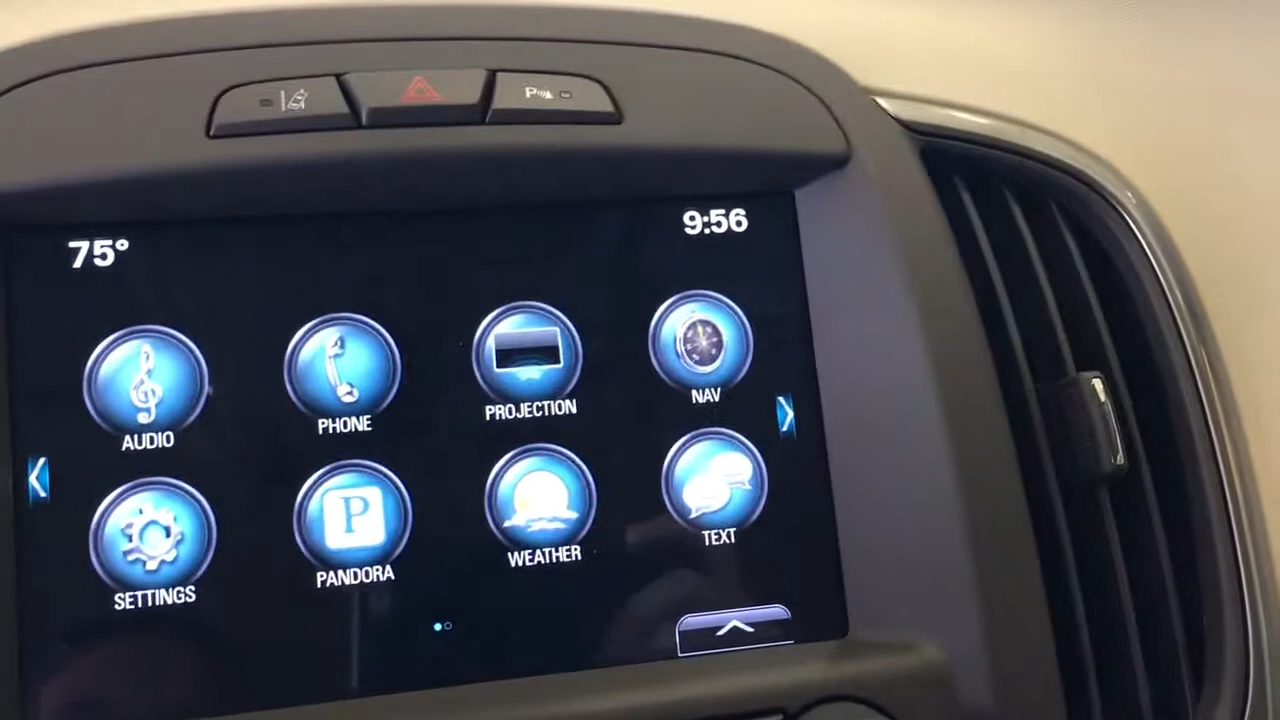 P
75°
9:56
AUDIO
PHONE
PROJECTION
NAV
SETTINGS
P
PANDORA
WEATHER
TEXT